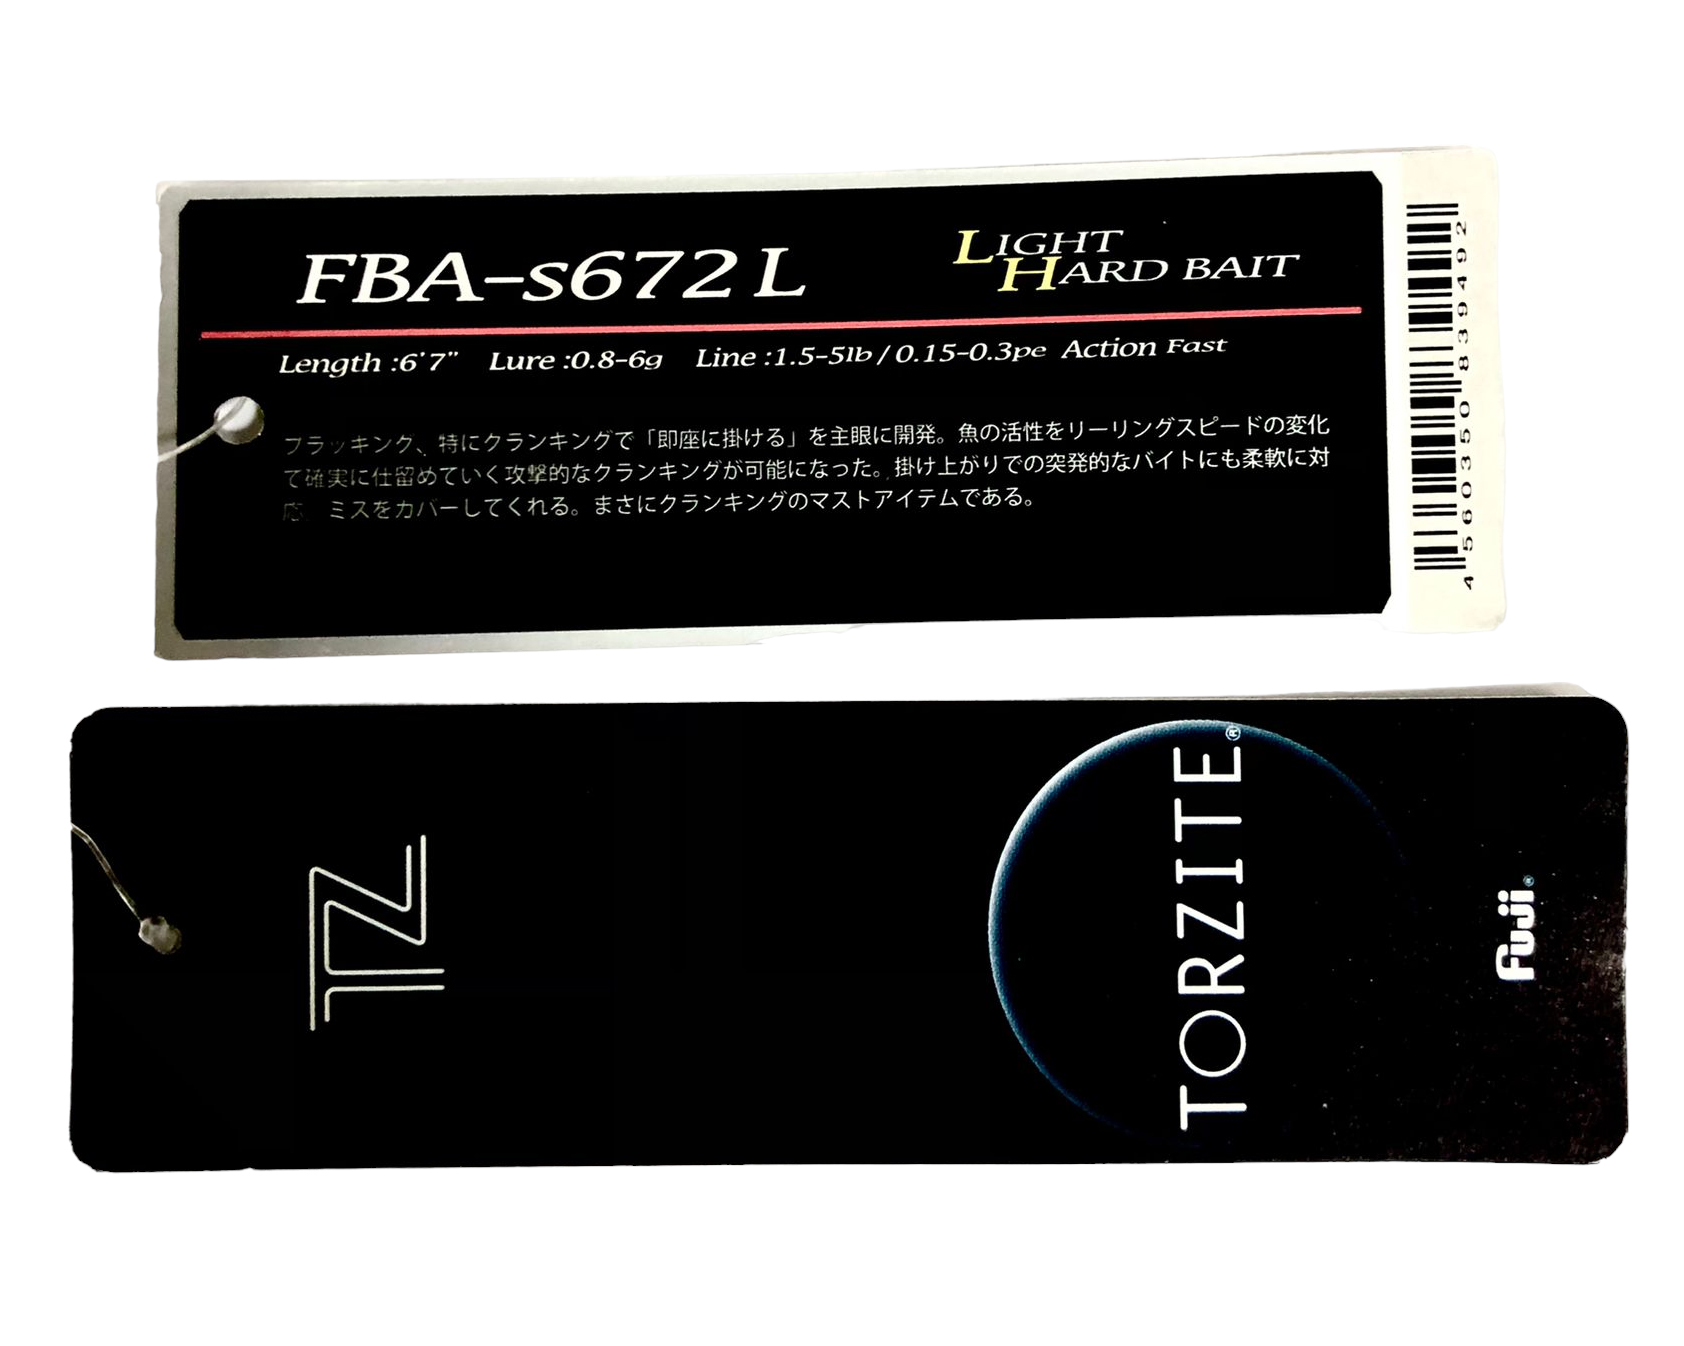 FBA-s672L
LIGHT
HARD BAIT
Length :6'7" Lure :0.8-6g Line :1.5-5lb / 0.15-0.3pe Action Fast
プラッキング、特にクランキングで「即座に掛ける」を主眼に開発。魚の活性をリーリングスピードの変化
て確実に仕留めていく攻撃的なクランキングが可能になった。掛け上がりでの突発的なバイトにも柔軟に対
応、ミスをカバーしてくれる。まさにクランキングのマストアイテムである。
4560350839492
TZ
TORZITE®
Fuji®